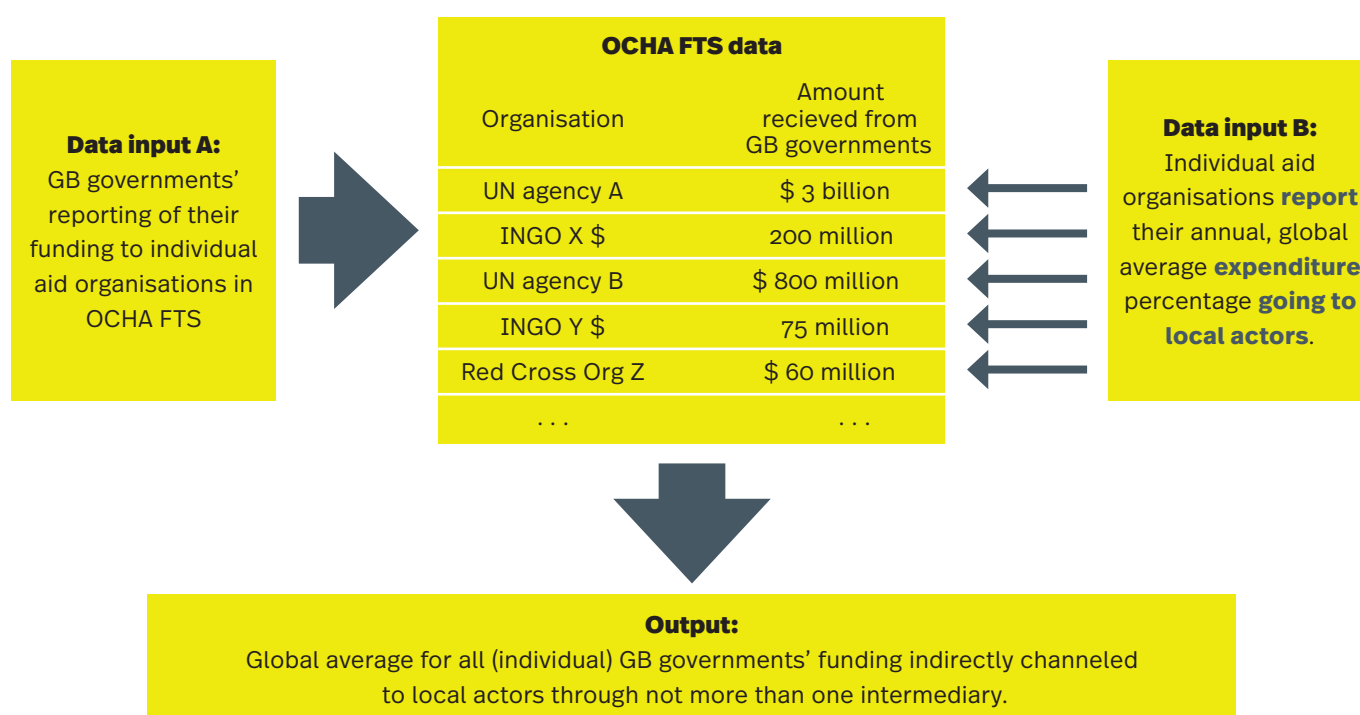 Data input A:
GB governments'
reporting of their
funding to individual
aid organisations in
OCHA FTS
OCHA FTS data
Organisation
Amount
recieved from
GB governments
UN agency A $ 3 billion
INGO X $ 200 million
UN agency B $ 800 million
INGO Y $ 75 million
Red Cross Org Z $ 60 million
. . . . . .
Data input B:
Individual aid
organisations report
their annual, global
average expenditure
percentage going to
local actors.
Output:
Global average for all (individual) GB governments' funding indirectly channeled
to local actors through not more than one intermediary.